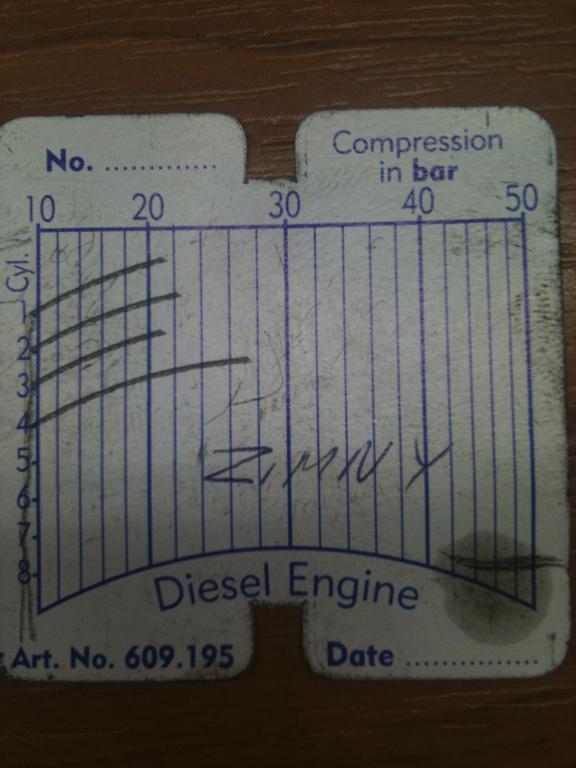 No. .............
Compression
in bar
10 20 30 40 50
Cyl.
1
2
3
4
5
6
7
8
ZIMNY
Diesel Engine
Art. No. 609.195
Date ...............